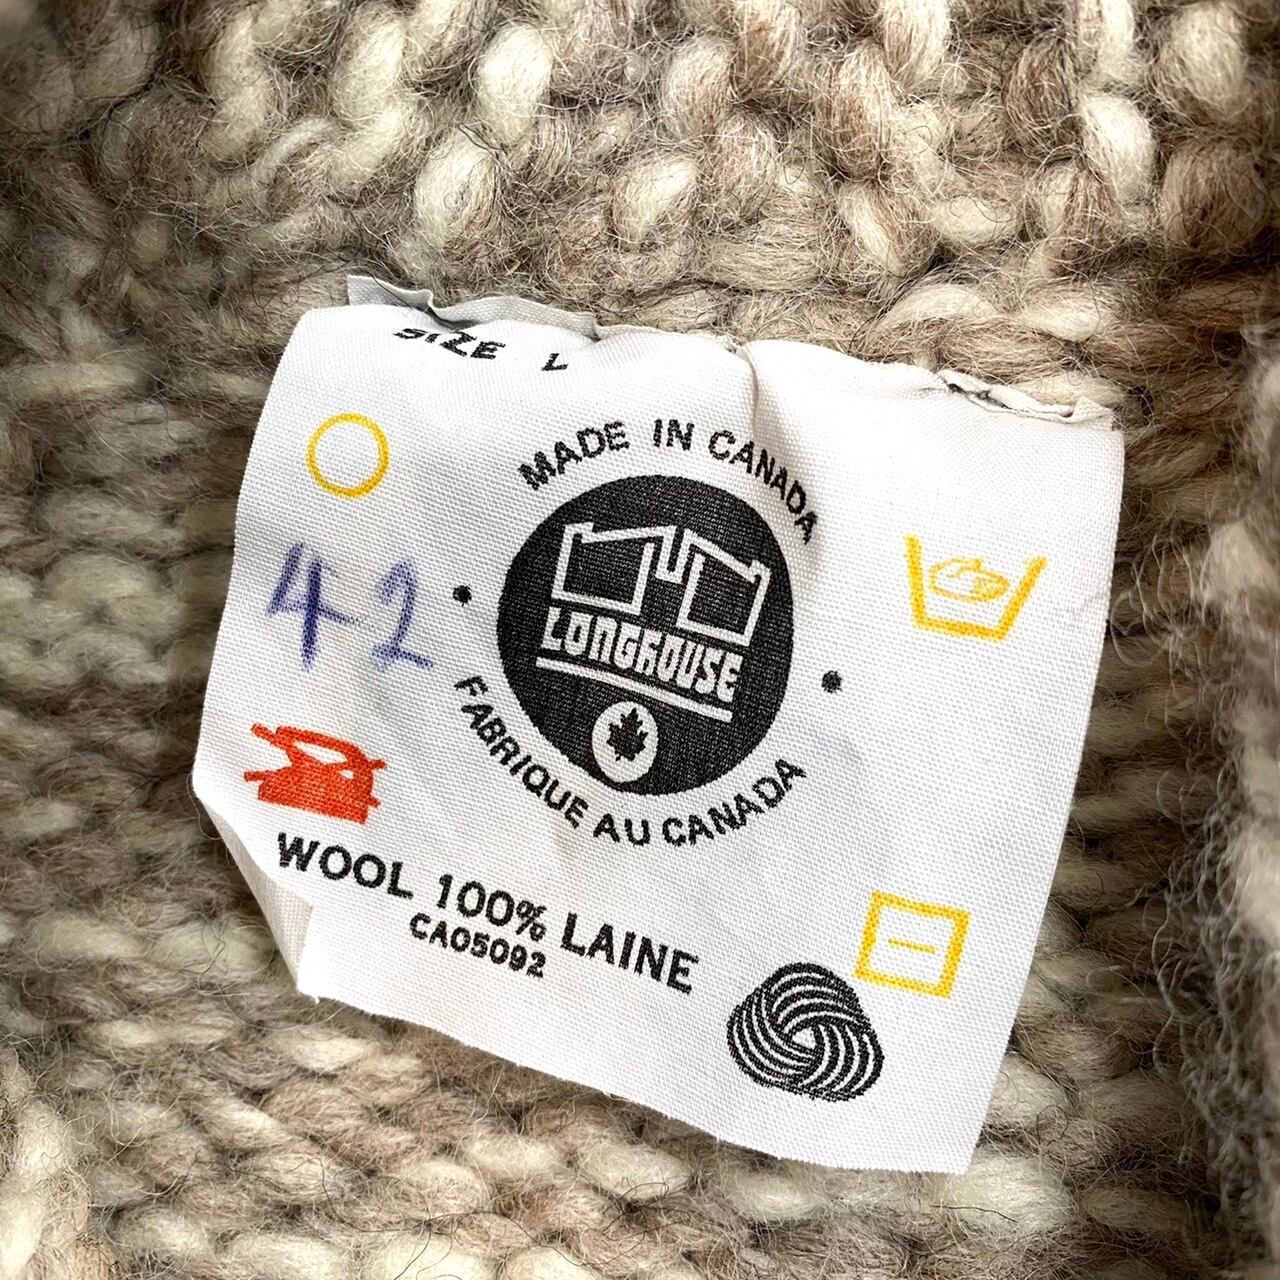 SIZE L
MADE IN CANADA
42
LONGHOUSE
FABRIQUE AU CANADA
WOOL 100% LAINE
CA05092